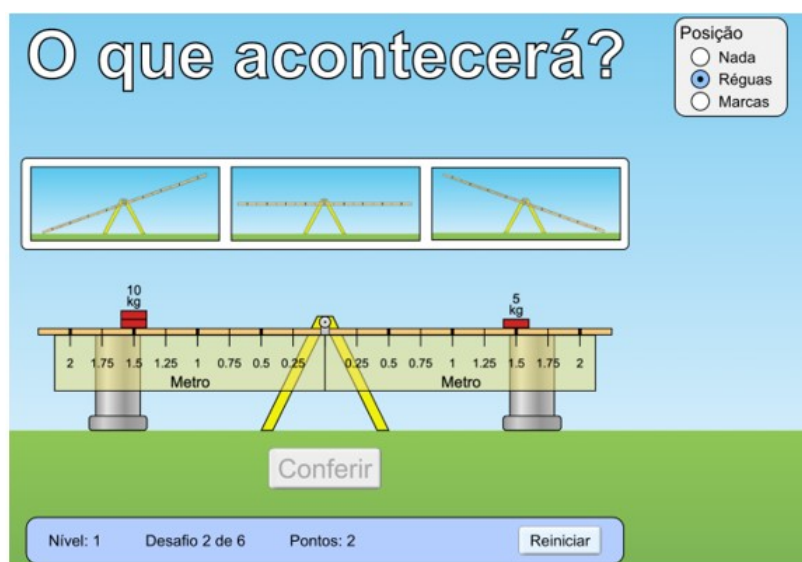 O que acontecerá?
Posição
Nada
Réguas
Marcas
10
kg
5
kg
2 1.75 1.5 1.25 1 0.75 0.5 0.25 0.25 0.5 0.75 1 1.25 1.5 1.75 2
Metro Metro
Conferir
Nível: 1 Desafio 2 de 6 Pontos: 2 Reiniciar